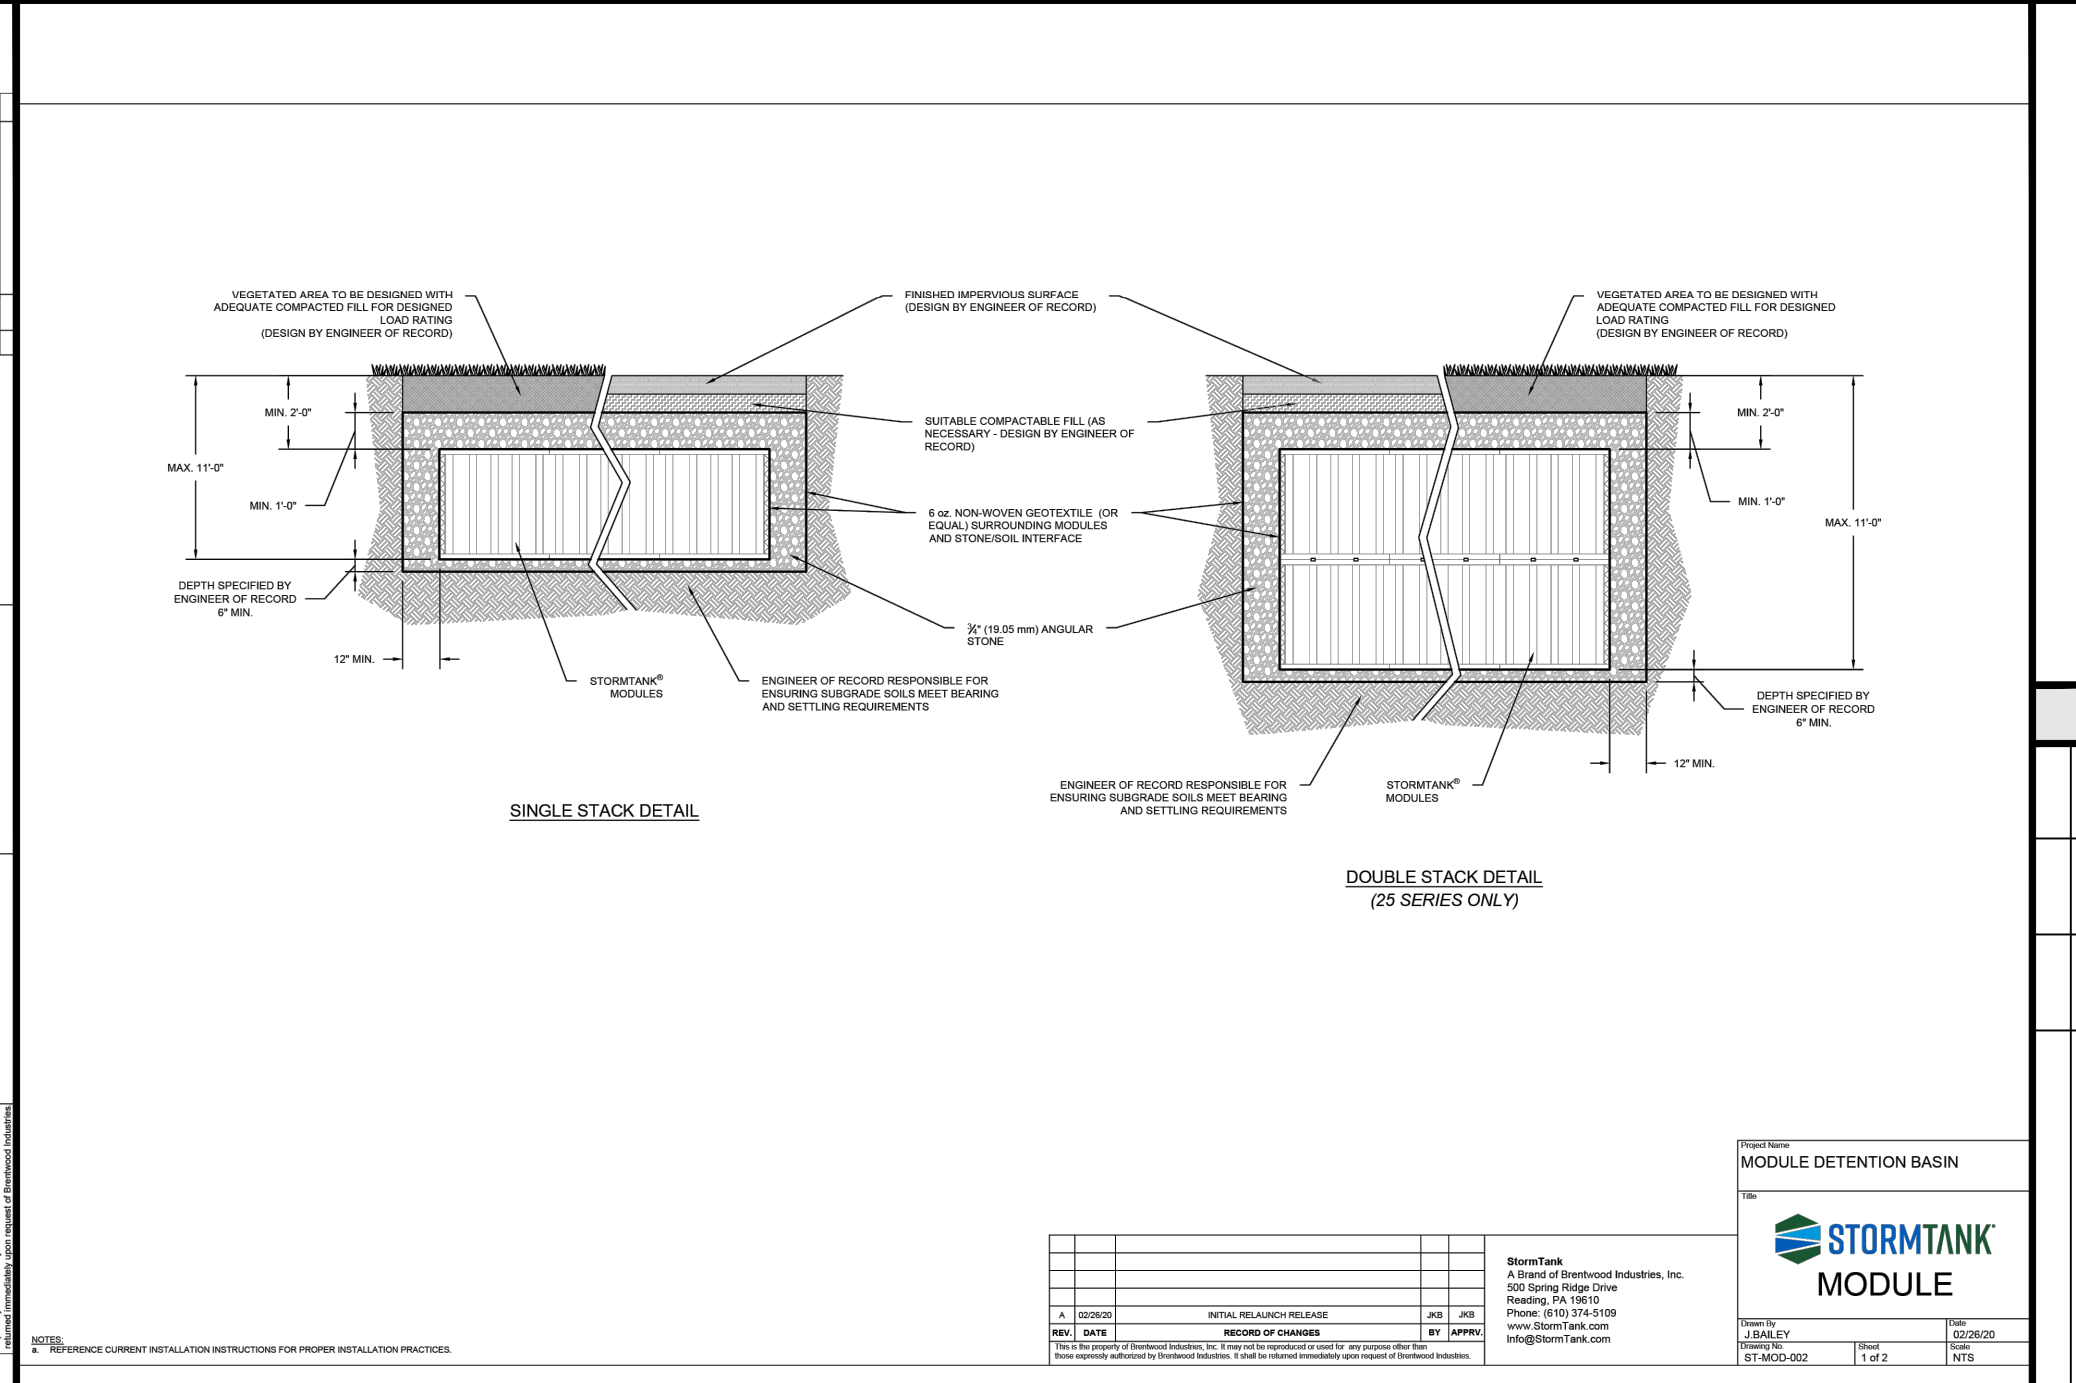 VEGETATED AREA TO BE DESIGNED WITH
ADEQUATE COMPACTED FILL FOR DESIGNED
LOAD RATING
(DESIGN BY ENGINEER OF RECORD)
MIN. 2'-0"
MAX. 11'-0"
MIN. 1'-0"
DEPTH SPECIFIED BY
ENGINEER OF RECORD
6" MIN.
12" MIN.
STORMTANK®
MODULES
ENGINEER OF RECORD RESPONSIBLE FOR
ENSURING SUBGRADE SOILS MEET BEARING
AND SETTLING REQUIREMENTS
SINGLE STACK DETAIL
FINISHED IMPERVIOUS SURFACE
(DESIGN BY ENGINEER OF RECORD)
SUITABLE COMPACTABLE FILL (AS
NECESSARY - DESIGN BY ENGINEER OF
RECORD)
6 oz. NON-WOVEN GEOTEXTILE (OR
EQUAL) SURROUNDING MODULES
AND STONE/SOIL INTERFACE
¾" (19.05 mm) ANGULAR
STONE
VEGETATED AREA TO BE DESIGNED WITH
ADEQUATE COMPACTED FILL FOR DESIGNED
LOAD RATING
(DESIGN BY ENGINEER OF RECORD)
MIN. 2'-0"
MIN. 1'-0"
MAX. 11'-0"
DEPTH SPECIFIED BY
ENGINEER OF RECORD
6" MIN.
12" MIN.
ENGINEER OF RECORD RESPONSIBLE FOR
ENSURING SUBGRADE SOILS MEET BEARING
AND SETTLING REQUIREMENTS
STORMTANK®
MODULES
DOUBLE STACK DETAIL
(25 SERIES ONLY)
returned immediately upon request of Brentwood Industries.
NOTES:
a. REFERENCE CURRENT INSTALLATION INSTRUCTIONS FOR PROPER INSTALLATION PRACTICES.
A 02/26/20 INITIAL RELAUNCH RELEASE JKB JKB
REV. DATE RECORD OF CHANGES BY APPRV.
This is the property of Brentwood Industries, Inc. It may not be reproduced or used for any purpose other than
those expressly authorized by Brentwood Industries. It shall be returned immediately upon request of Brentwood Industries.
StormTank
A Brand of Brentwood Industries, Inc.
500 Spring Ridge Drive
Reading, PA 19610
Phone: (610) 374-5109
www.StormTank.com
Info@StormTank.com
Project Name
MODULE DETENTION BASIN
Title
STORMTANK
MODULE
Drawn By
J.BAILEY
Date
02/26/20
Drawing No.
ST-MOD-002
Sheet
1 of 2
Scale
NTS